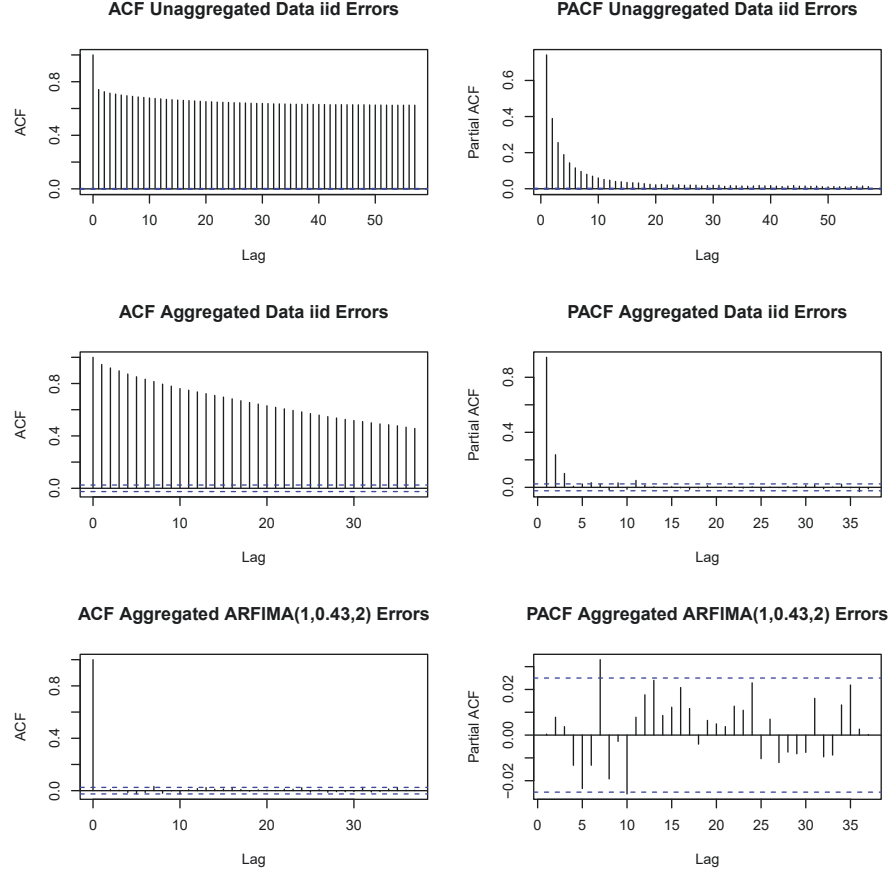 ACF Unaggregated Data iid Errors
ACF
0.0 0.4 0.8
0 10 20 30 40 50
Lag
PACF Unaggregated Data iid Errors
Partial ACF
0.0 0.2 0.4 0.6
0 10 20 30 40 50
Lag
ACF Aggregated Data iid Errors
ACF
0.0 0.4 0.8
0 10 20 30
Lag
PACF Aggregated Data iid Errors
Partial ACF
0.0 0.4 0.8
0 5 10 15 20 25 30 35
Lag
ACF Aggregated ARFIMA(1,0.43,2) Errors
ACF
0.0 0.4 0.8
0 10 20 30
Lag
PACF Aggregated ARFIMA(1,0.43,2) Errors
Partial ACF
−0.02 0.00 0.02
0 5 10 15 20 25 30 35
Lag